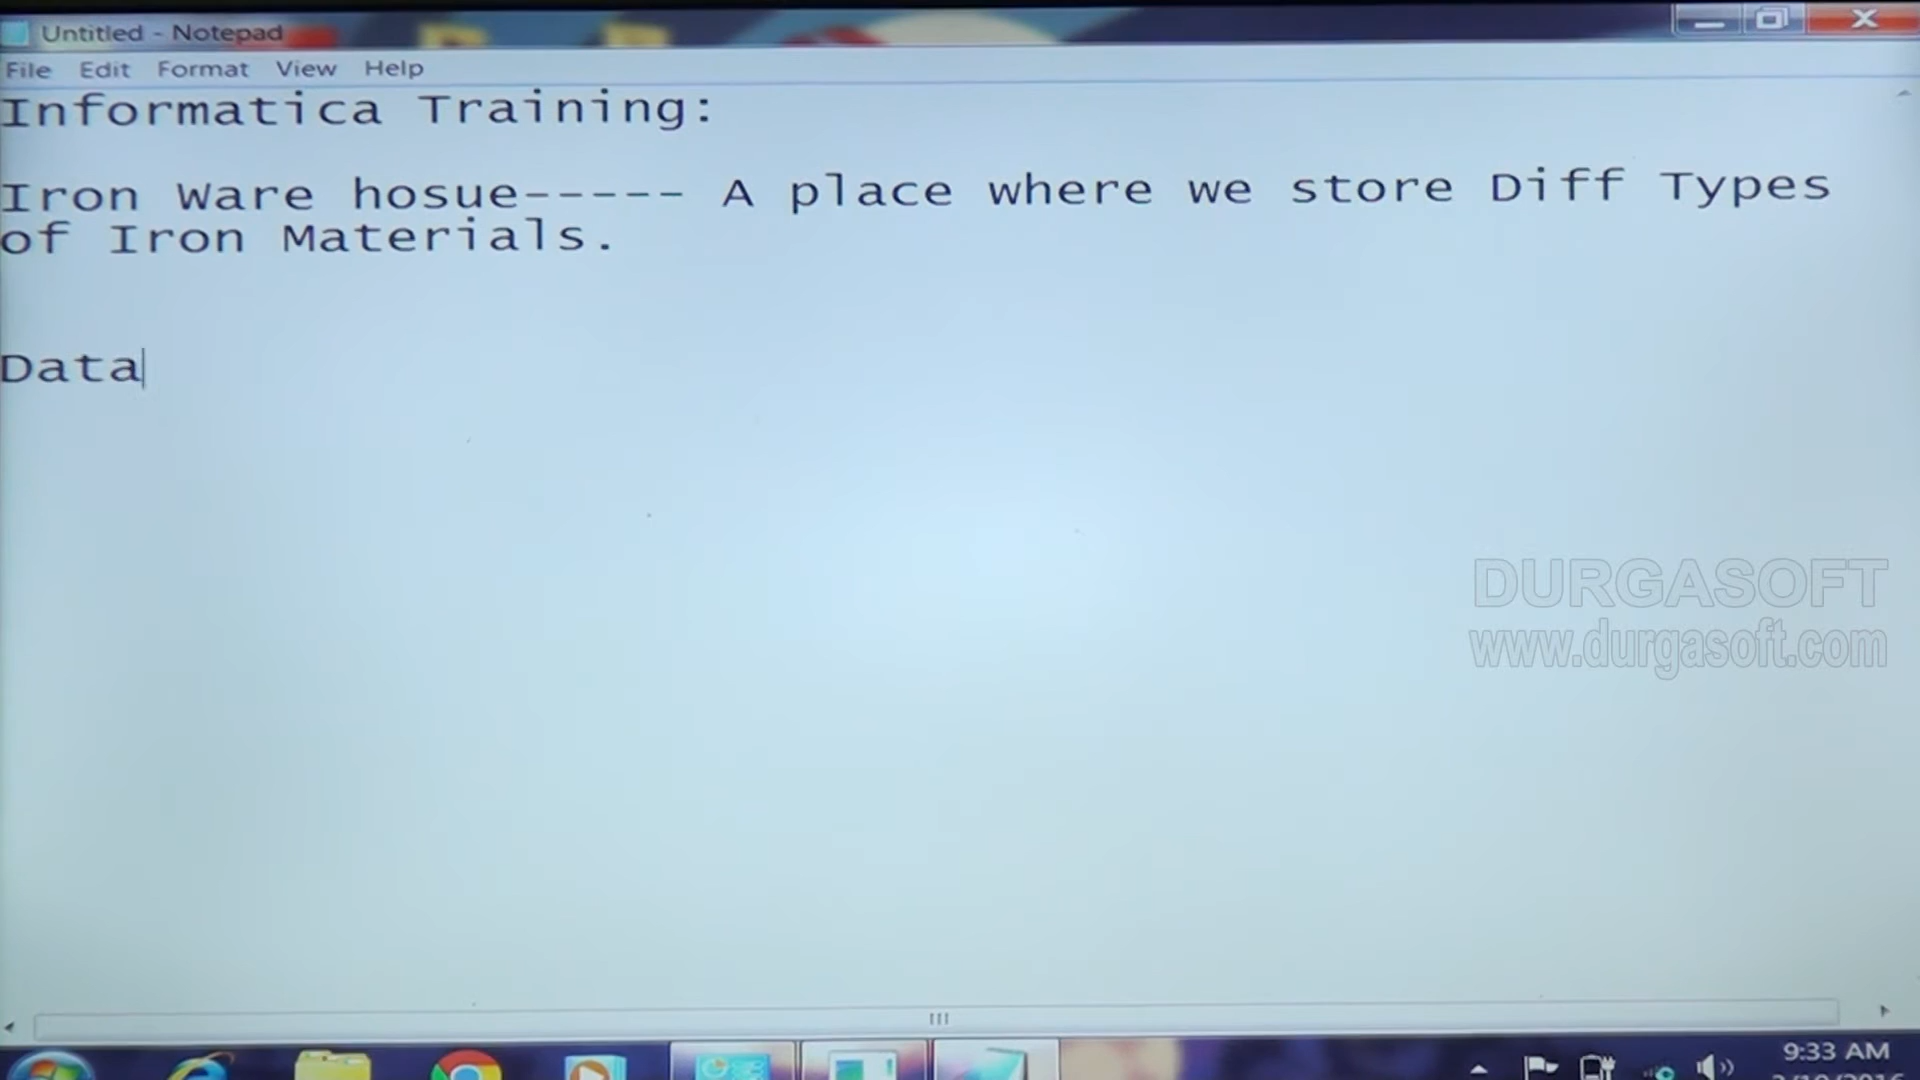 Untitled - Notepad
File Edit Format View Help
Informatica Training:
Iron Ware hosue----- A place where we store Diff Types
of Iron Materials.
Data
DURGASOFT
www.durgasoft.com
9:33 AM